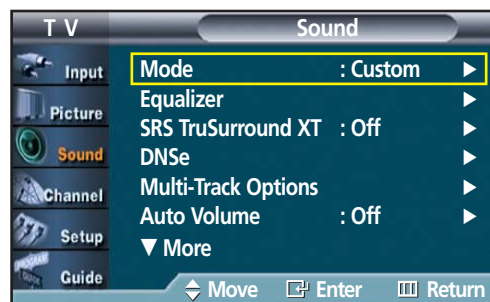 T V
Sound
Input
Picture
Sound
Channel
Setup
Guide
Mode : Custom ▶
Equalizer ▶
SRS TruSurround XT : Off ▶
DNSe ▶
Multi-Track Options ▶
Auto Volume : Off ▶
▼ More
Move Enter Return